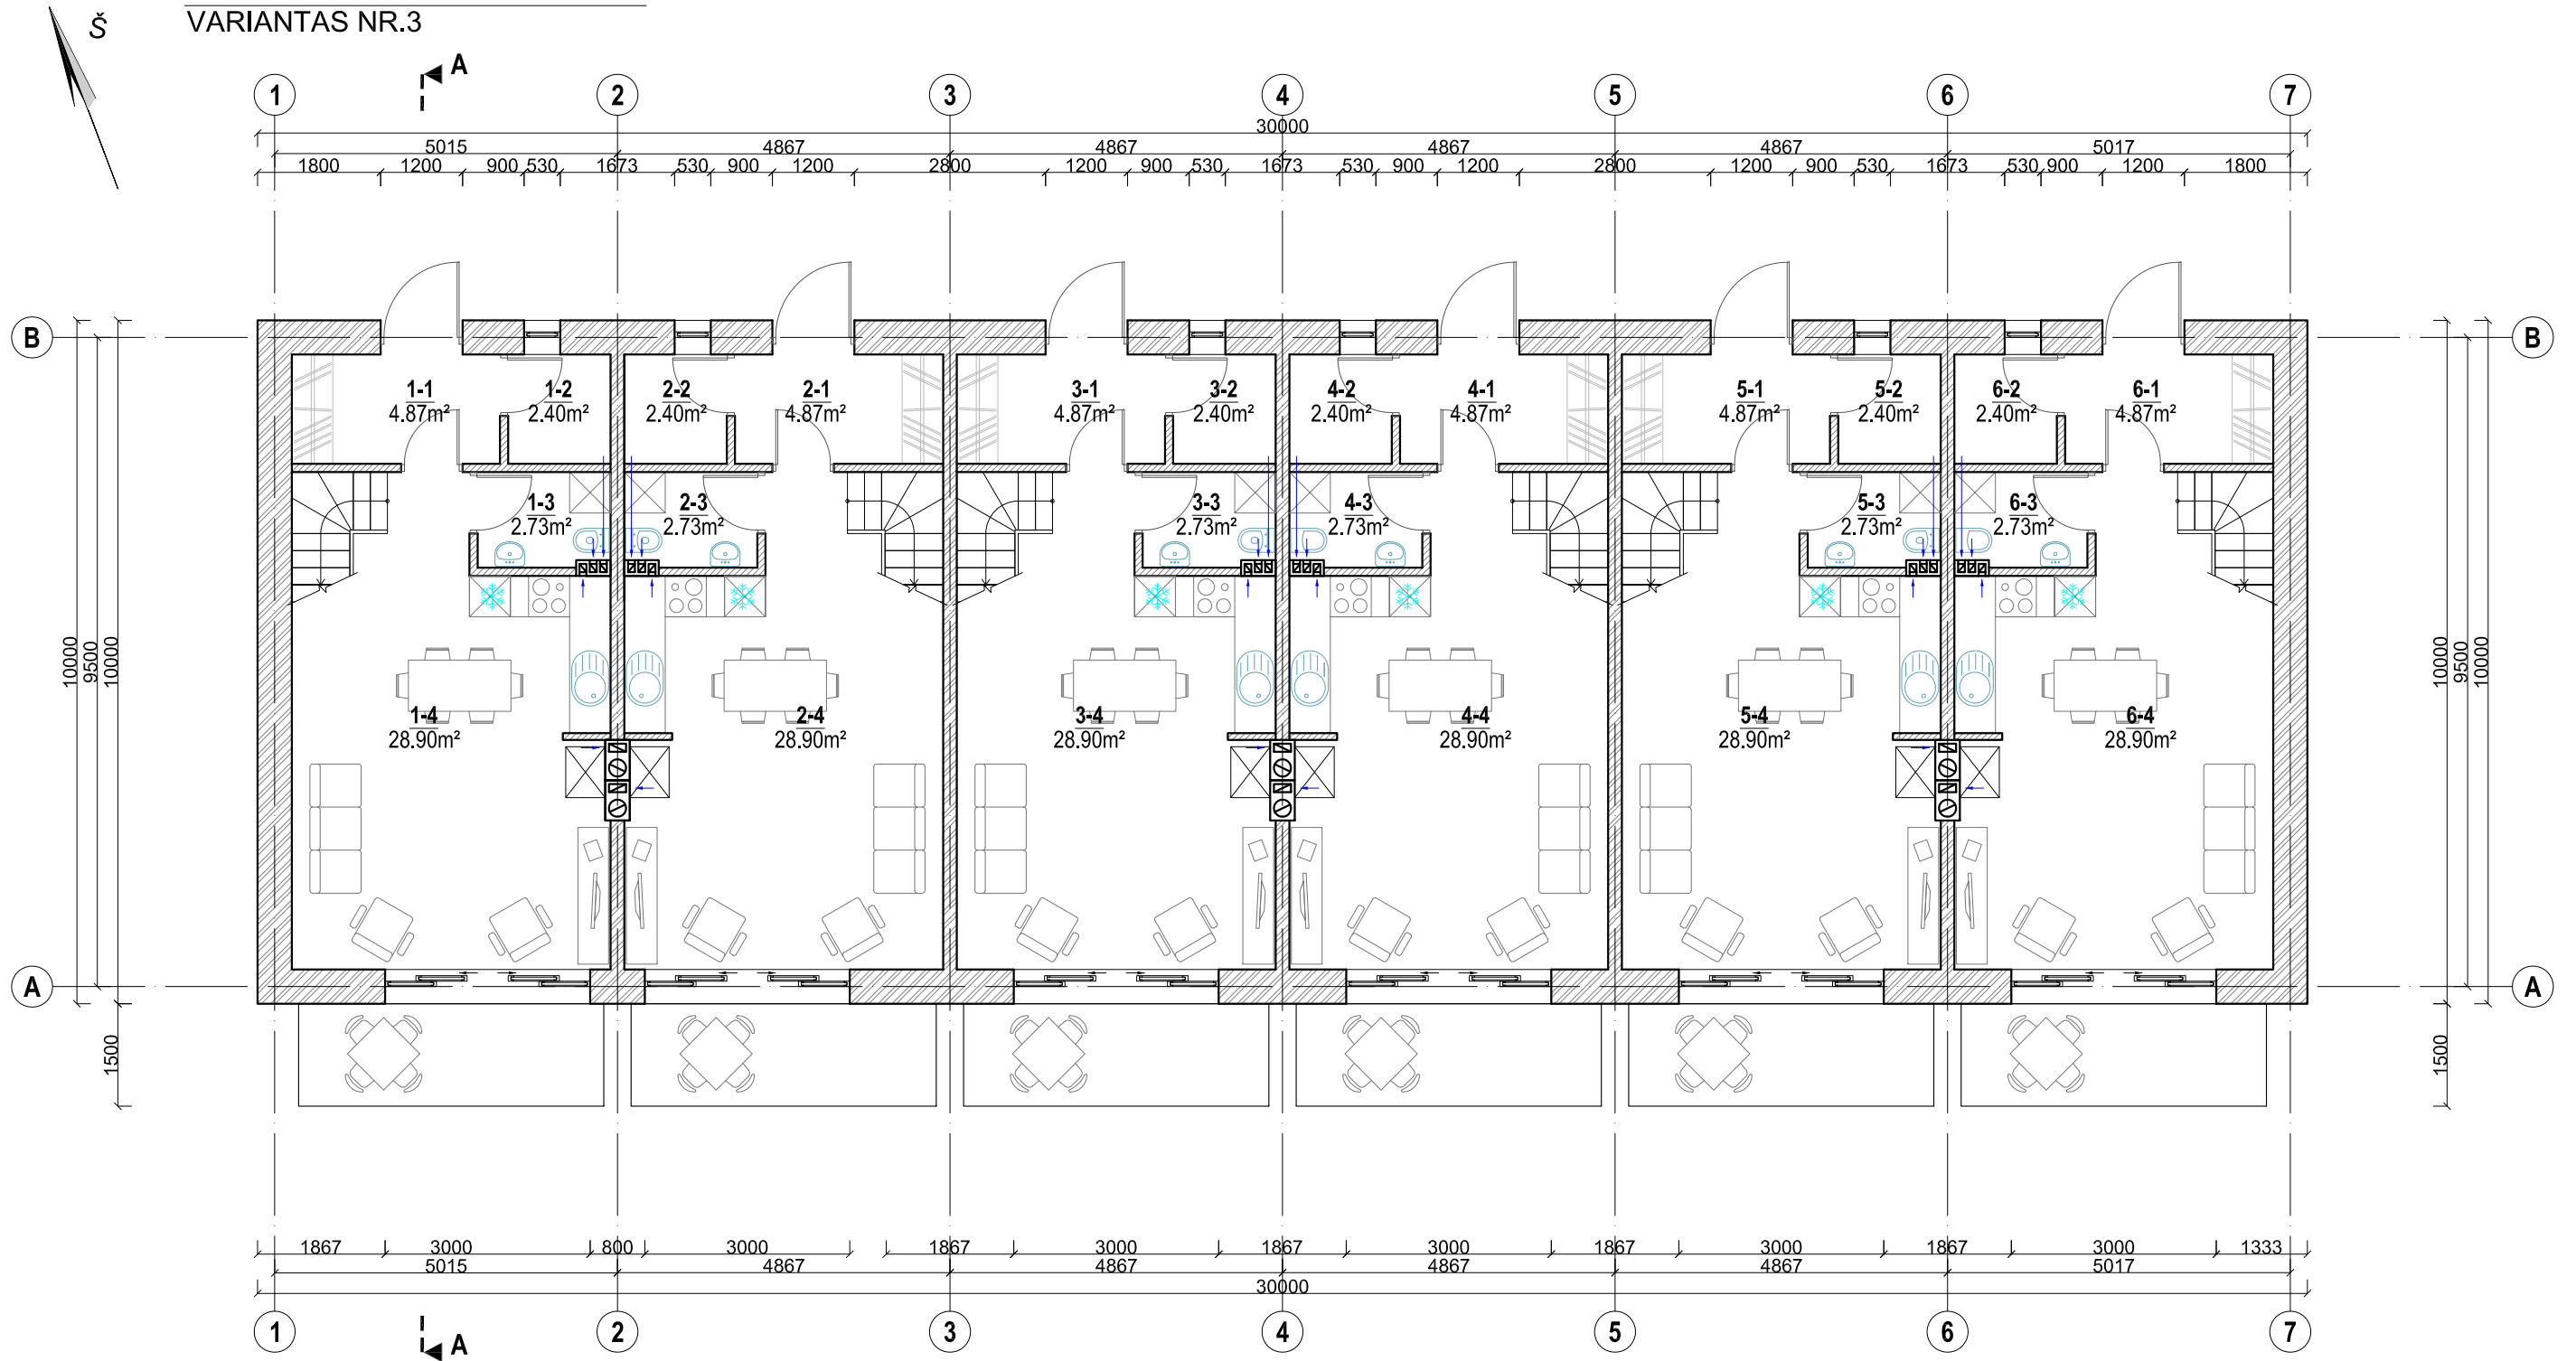 Š
VARIANTAS NR.3
A
1 2 3 4 5 6 7
30000
5015 4867 4867 4867 4867 5017
1800 1200 900 530 1673 530 900 1200 2800 1200 900 530 1673 530 900 1200 2800 1200 900 530 1673 530 900 1200 1800
B B
1-1 1-2 2-2 2-1 3-1 3-2 4-2 4-1 5-1 5-2 6-2 6-1
4.87m² 2.40m² 2.40m² 4.87m² 4.87m² 2.40m² 2.40m² 4.87m² 4.87m² 2.40m² 2.40m² 4.87m²
1-3 2-3 3-3 4-3 5-3 6-3
2.73m² 2.73m² 2.73m² 2.73m² 2.73m² 2.73m²
10000 9500 10000 10000 9500 10000
1-4 2-4 3-4 4-4 5-4 6-4
28.90m² 28.90m² 28.90m² 28.90m² 28.90m² 28.90m²
A A
1500 1500
1867 3000 800 3000 1867 3000 1867 3000 1867 3000 1867 3000 1333
5015 4867 4867 4867 4867 5017
30000
1 2 3 4 5 6 7
A